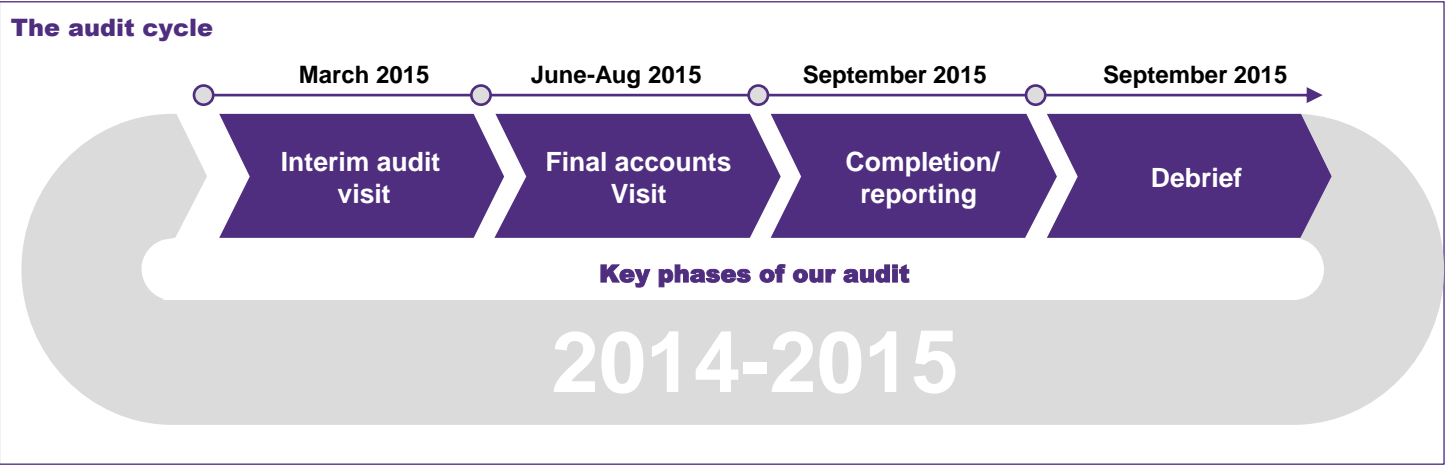 The audit cycle
March 2015
June-Aug 2015
September 2015
September 2015
Interim audit
visit
Final accounts
Visit
Completion/
reporting
Debrief
Key phases of our audit
2014-2015